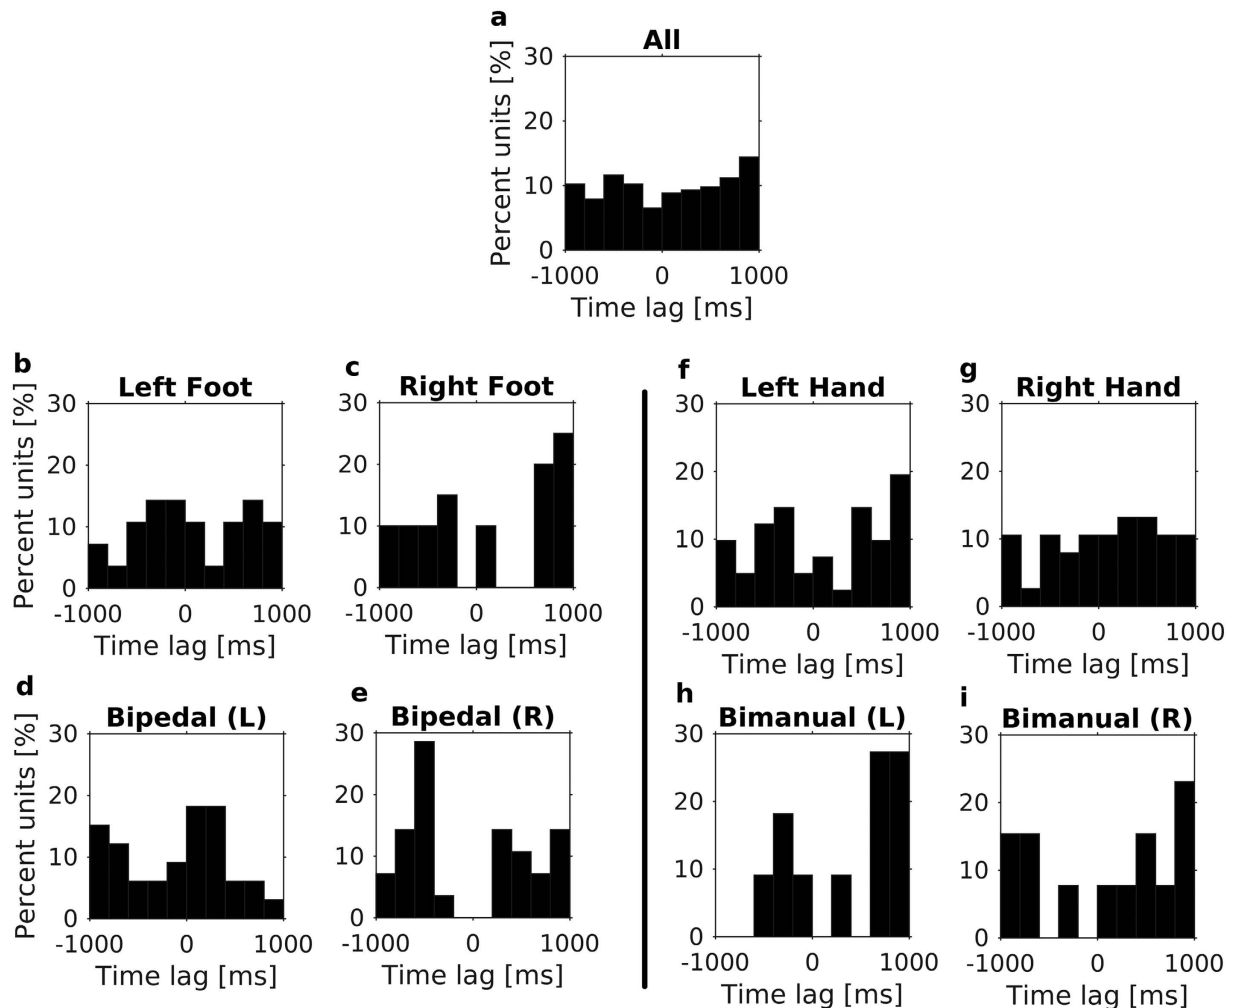 a
All
Percent units [%]
30
20
10
0
-1000 0 1000
Time lag [ms]
b
Left Foot
Percent units [%]
30
20
10
0
-1000 0 1000
Time lag [ms]
c
Right Foot
30
20
10
0
-1000 0 1000
Time lag [ms]
f
Left Hand
30
20
10
0
-1000 0 1000
Time lag [ms]
g
Right Hand
30
20
10
0
-1000 0 1000
Time lag [ms]
d
Bipedal (L)
Percent units [%]
30
20
10
0
-1000 0 1000
Time lag [ms]
e
Bipedal (R)
30
20
10
0
-1000 0 1000
Time lag [ms]
h
Bimanual (L)
30
20
10
0
-1000 0 1000
Time lag [ms]
i
Bimanual (R)
30
20
10
0
-1000 0 1000
Time lag [ms]